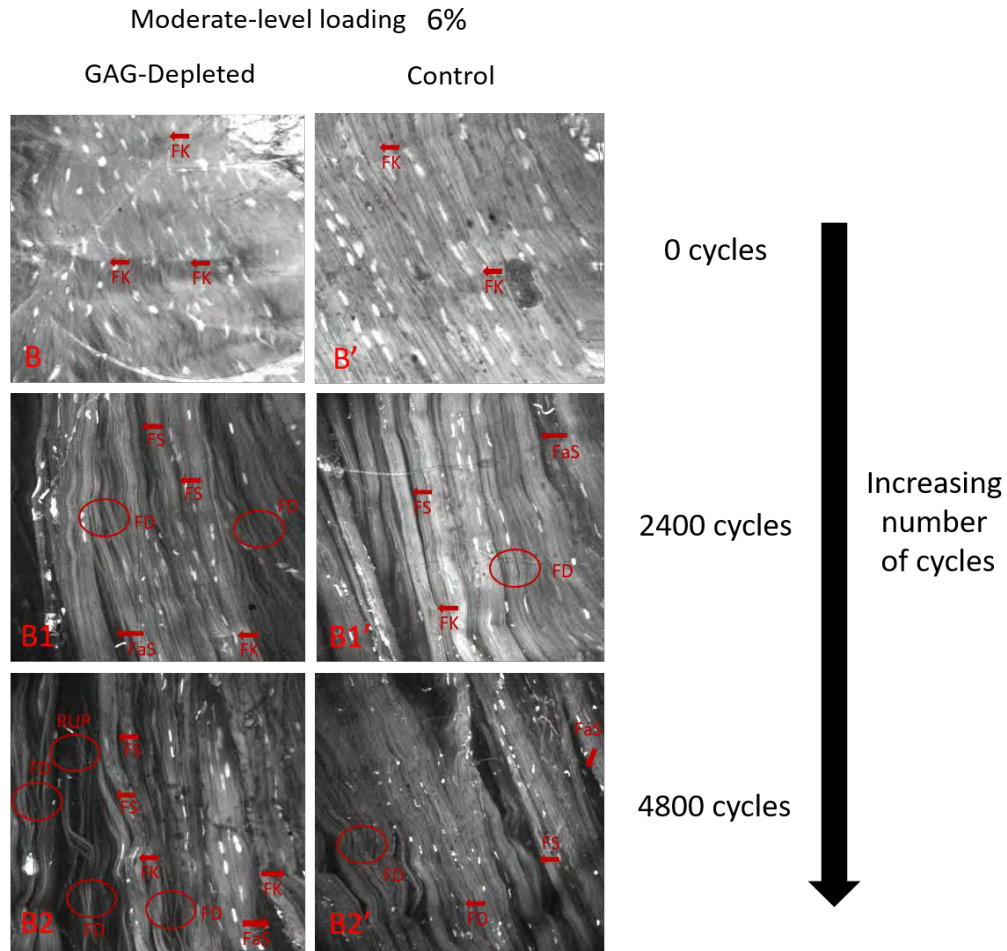 Moderate-level loading 6%
GAG-Depleted
Control
FK
FK
FK
B
FK
FK
B’
0 cycles
FS
FS
FD
FD
FaS
FK
B1
FaS
FS
FD
FK
B1’
2400 cycles
Increasing
number
of cycles
RUP
FS
FD
FS
FK
FK
FD
FD
FaS
B2
FaS
FS
FD
FD
B2’
4800 cycles